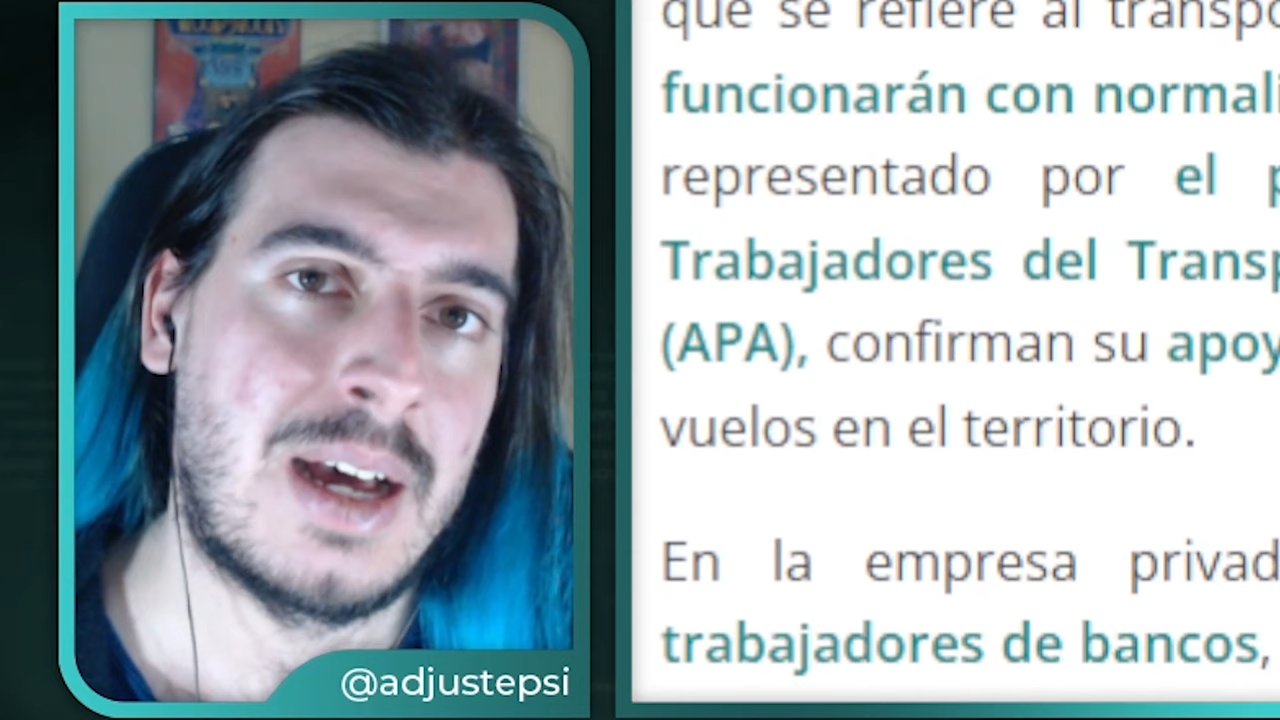 @adjustepsi
que se refiere al transpo
funcionarán con normali
representado por el p
Trabajadores del Transp
(APA), confirman su apoy
vuelos en el territorio.
En la empresa privad
trabajadores de bancos,